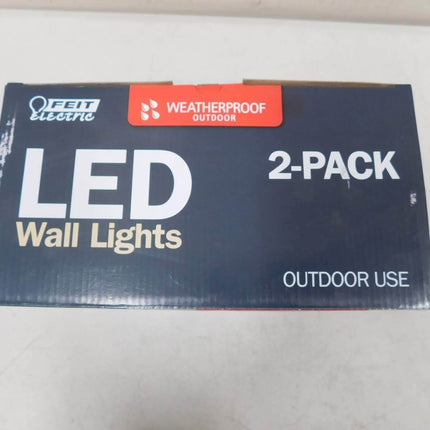 FEIT
ELECTRIC
WEATHERPROOF
OUTDOOR
LED
2-PACK
Wall Lights
OUTDOOR USE